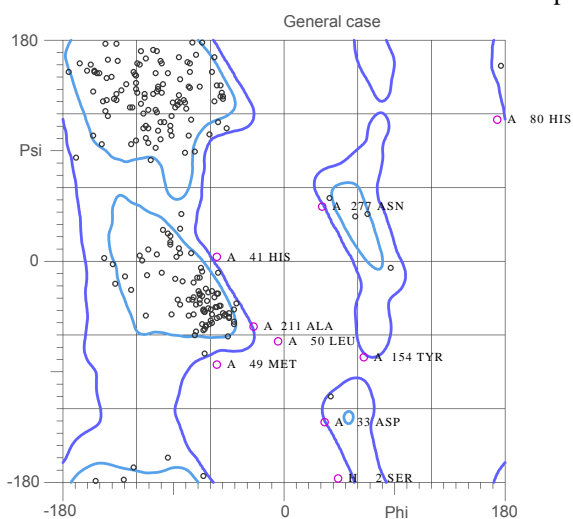 p
General case
180
Psi
A 80 HIS
A 277 ASN
0
A 41 HIS
A 211 ALA
A 50 LEU
A 154 TYR
A 49 MET
A 33 ASP
H 2 SER
-180
-180 0 Phi 180